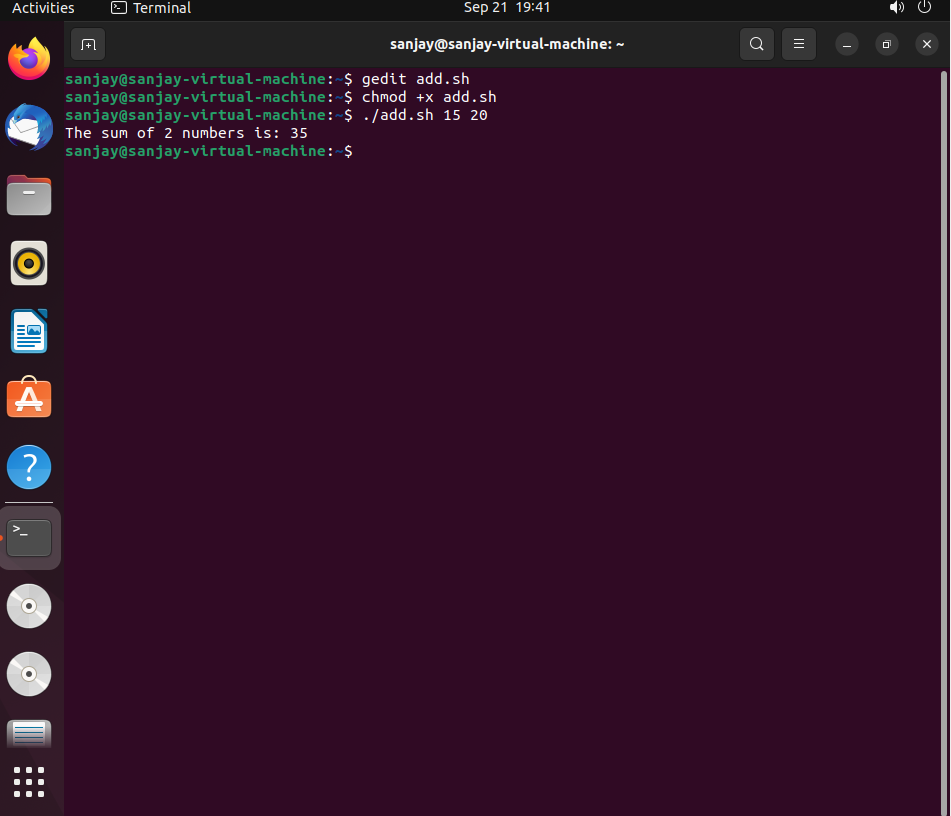 Activities Terminal Sep 21 19:41
sanjay@sanjay-virtual-machine: ~
sanjay@sanjay-virtual-machine:~$ gedit add.sh
sanjay@sanjay-virtual-machine:~$ chmod +x add.sh
sanjay@sanjay-virtual-machine:~$ ./add.sh 15 20
The sum of 2 numbers is: 35
sanjay@sanjay-virtual-machine:~$